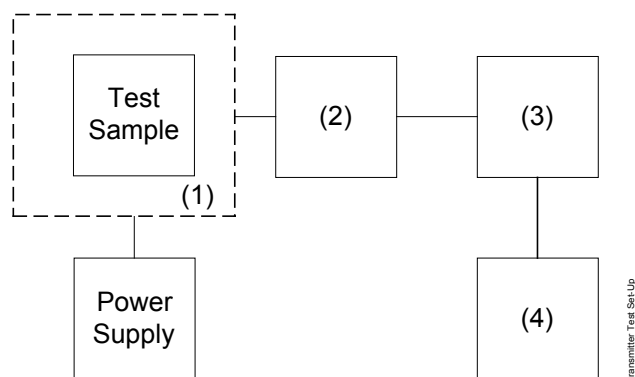 Test
Sample
(1)
(2)
(3)
Power
Supply
(4)
ransmitter Test Set-Up